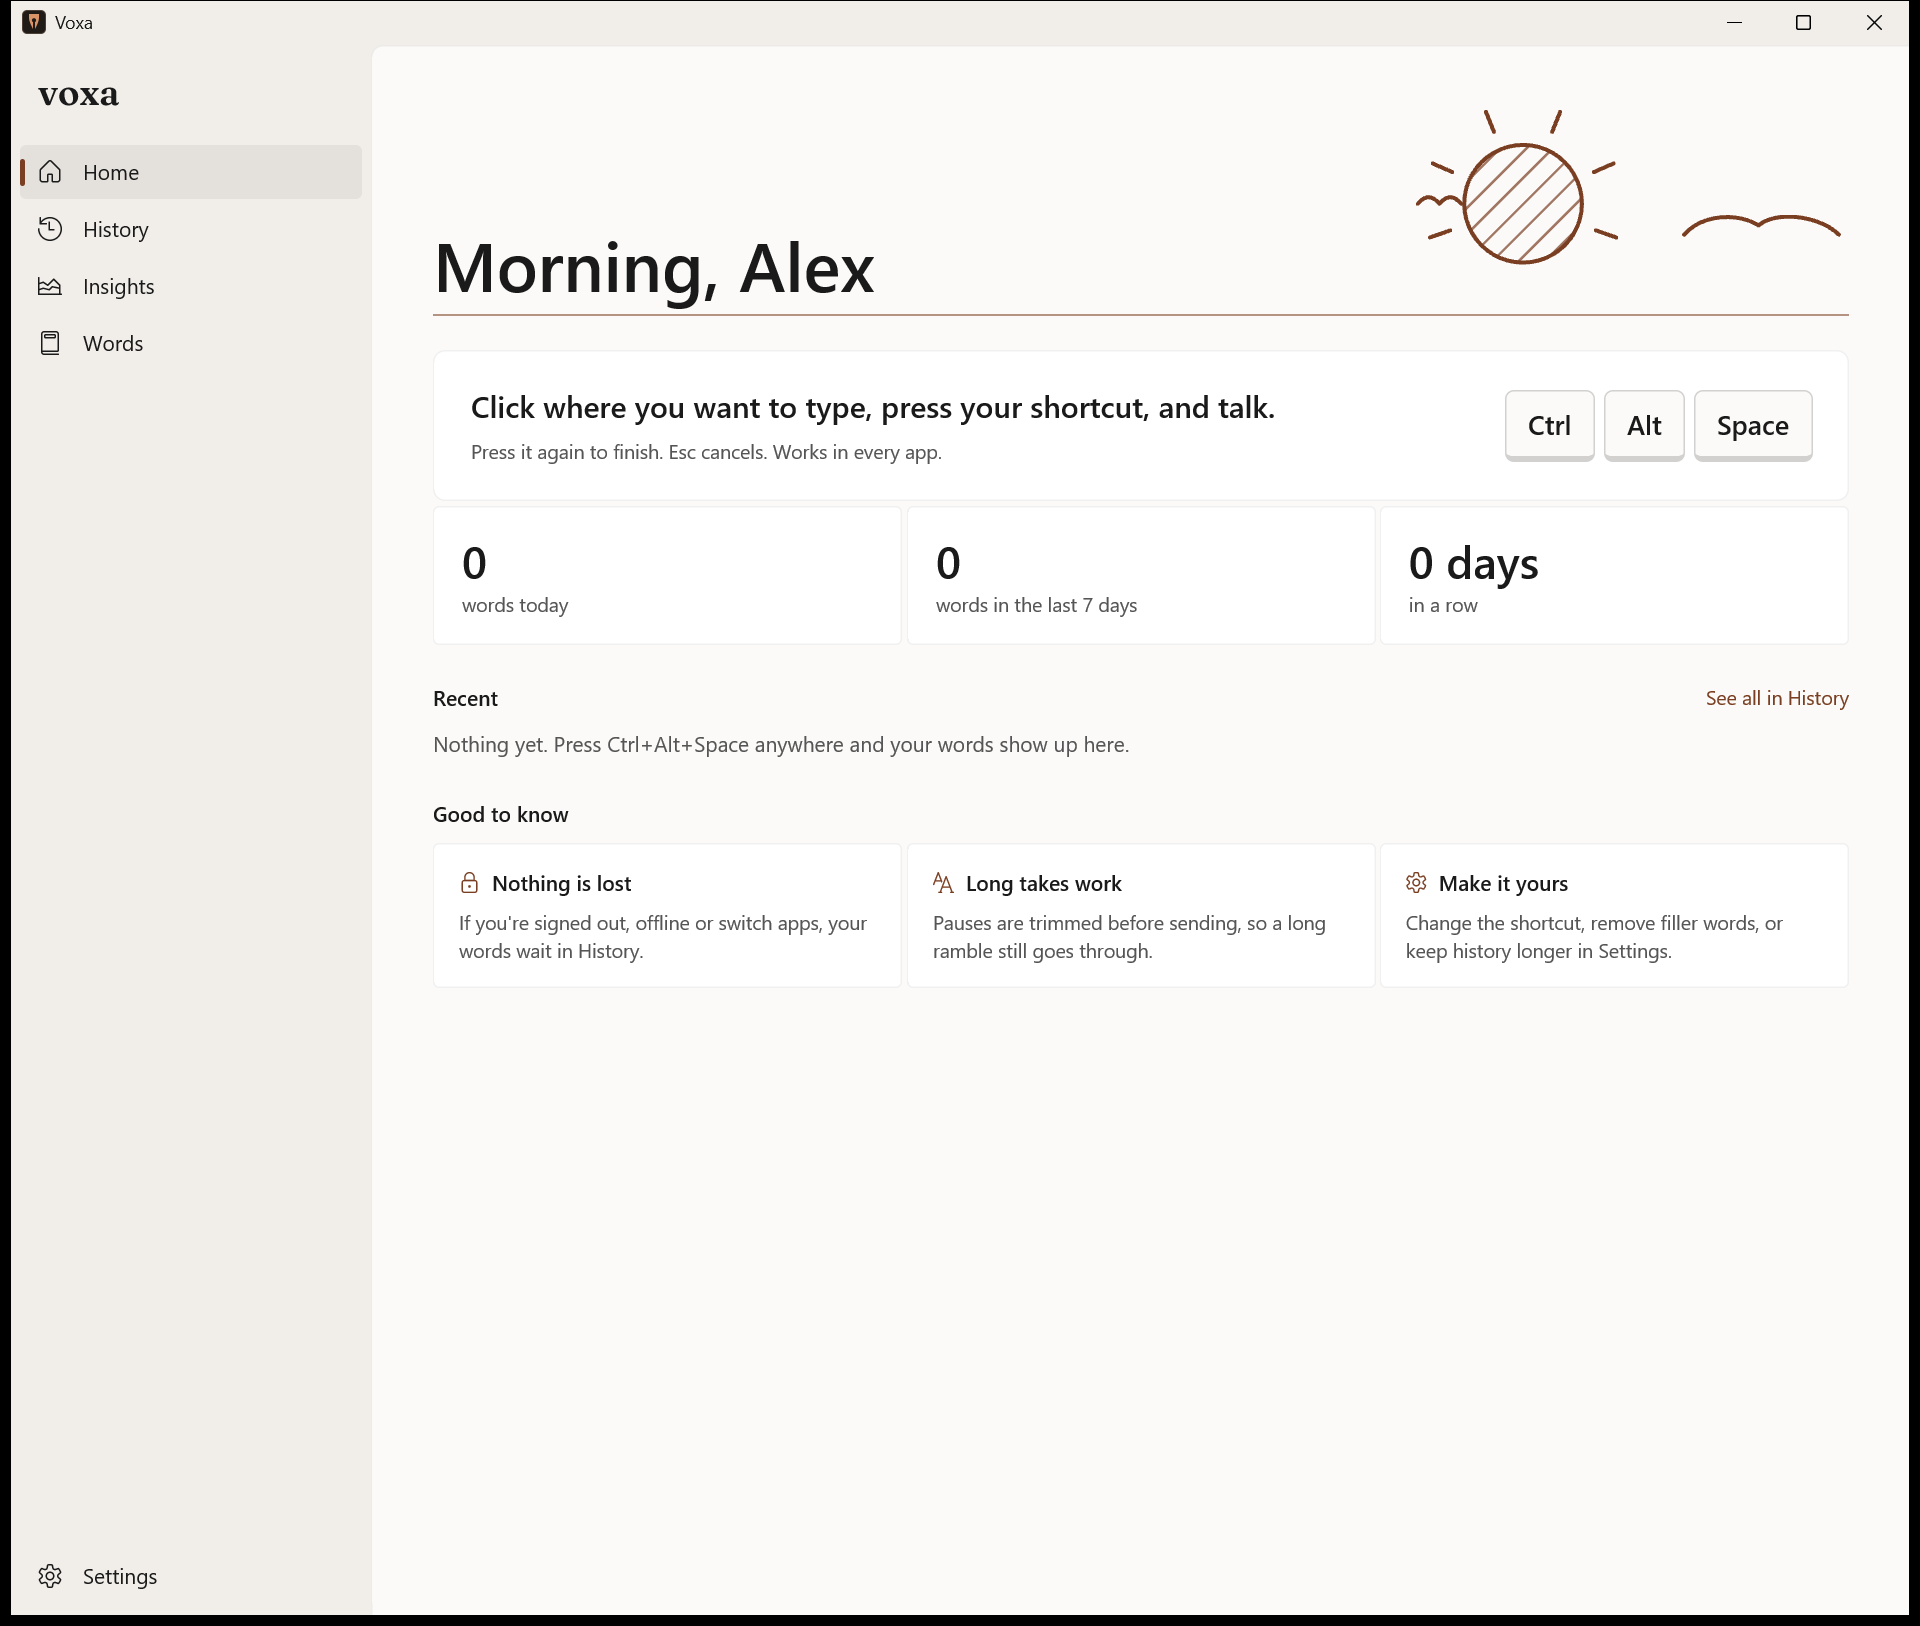 Voxa
voxa
Home
History
Insights
Words
Settings
Morning, Alex
Click where you want to type, press your shortcut, and talk.
Press it again to finish. Esc cancels. Works in every app.
Ctrl
Alt
Space
0
words today
0
words in the last 7 days
0 days
in a row
Recent
See all in History
Nothing yet. Press Ctrl+Alt+Space anywhere and your words show up here.
Good to know
Nothing is lost
If you're signed out, offline or switch apps, your
words wait in History.
Long takes work
Pauses are trimmed before sending, so a long
ramble still goes through.
Make it yours
Change the shortcut, remove filler words, or
keep history longer in Settings.